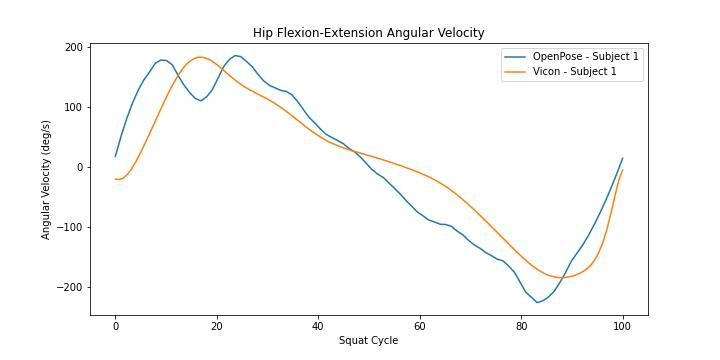 Hip Flexion-Extension Angular Velocity
OpenPose - Subject 1
Vicon - Subject 1
Angular Velocity (deg/s)
200
100
0
−100
−200
0
20
40
60
80
100
Squat Cycle